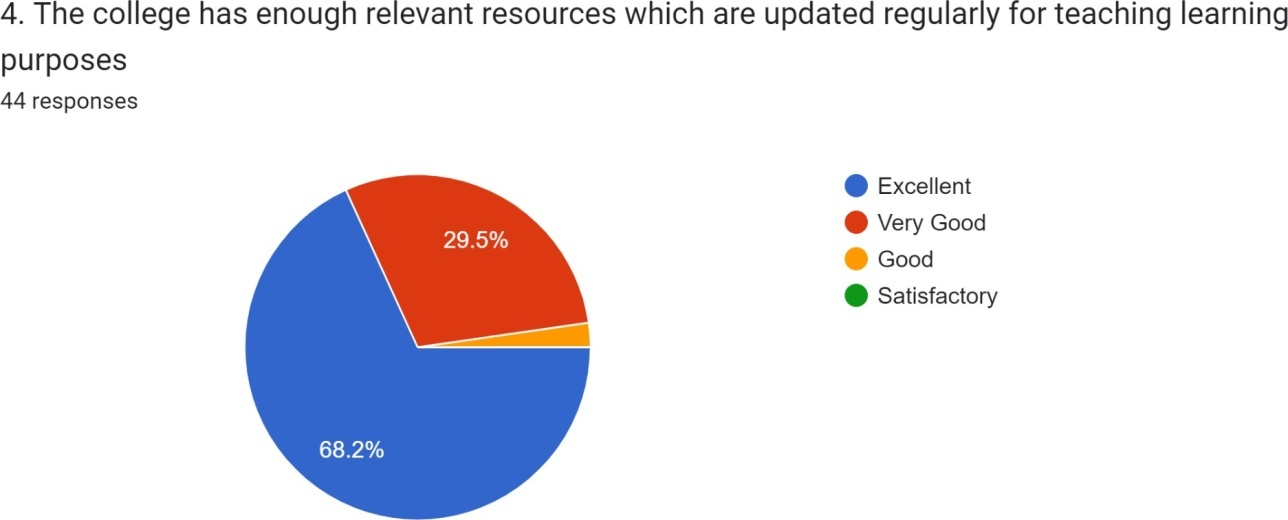 4. The college has enough relevant resources which are updated regularly for teaching learning
purposes
44 responses
29.5%
68.2%
Excellent
Very Good
Good
Satisfactory